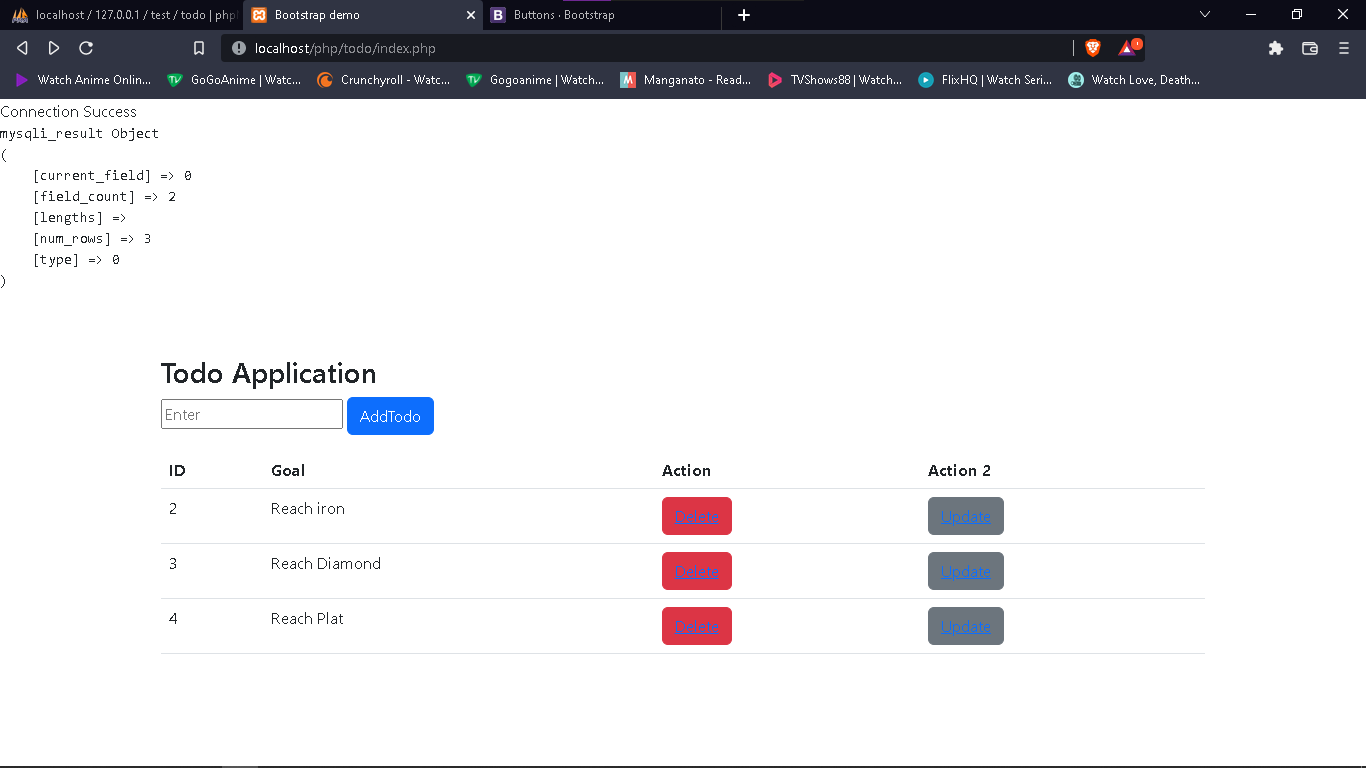 localhost / 127.0.0.1 / test / todo | php
Bootstrap demo
Buttons · Bootstrap
localhost/php/todo/index.php
1
Watch Anime Online... GoGoAnime | Watc... Crunchyroll - Watc... Gogoanime | Watch... Manganato - Read... TVShows88 | Watch... FlixHQ | Watch Seri... Watch Love, Death...
Connection Success
mysqli_result Object
(
[current_field] => 0
[field_count] => 2
[lengths] =>
[num_rows] => 3
[type] => 0
)
Todo Application
Enter AddTodo
ID Goal Action Action 2
2 Reach iron Delete Update
3 Reach Diamond Delete Update
4 Reach Plat Delete Update